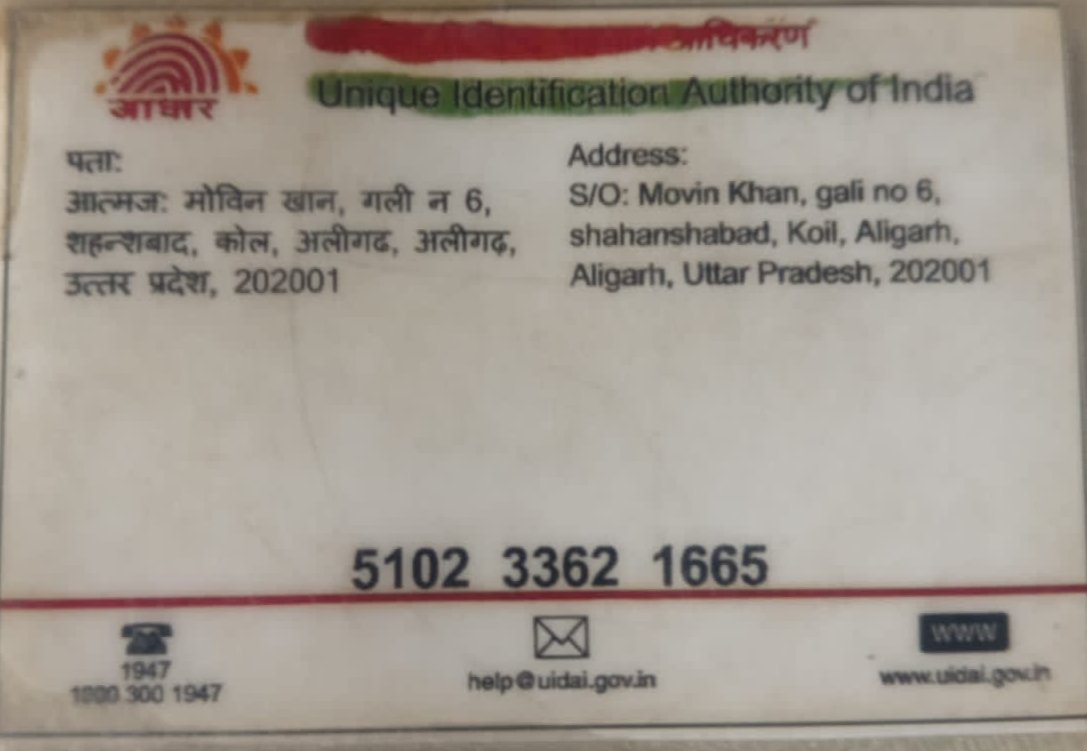 आधार
Unique Identification Authority of India
पता:
आत्मज: मोविन खान, गली न 6,
शहन्शबाद, कोल, अलीगढ, अलीगढ़,
उत्तर प्रदेश, 202001
Address:
S/O: Movin Khan, gali no 6,
shahanshabad, Koil, Aligarh,
Aligarh, Uttar Pradesh, 202001
5102 3362 1665
1947
1800 300 1947
help@uidai.gov.in
WWW
www.uidai.gov.in